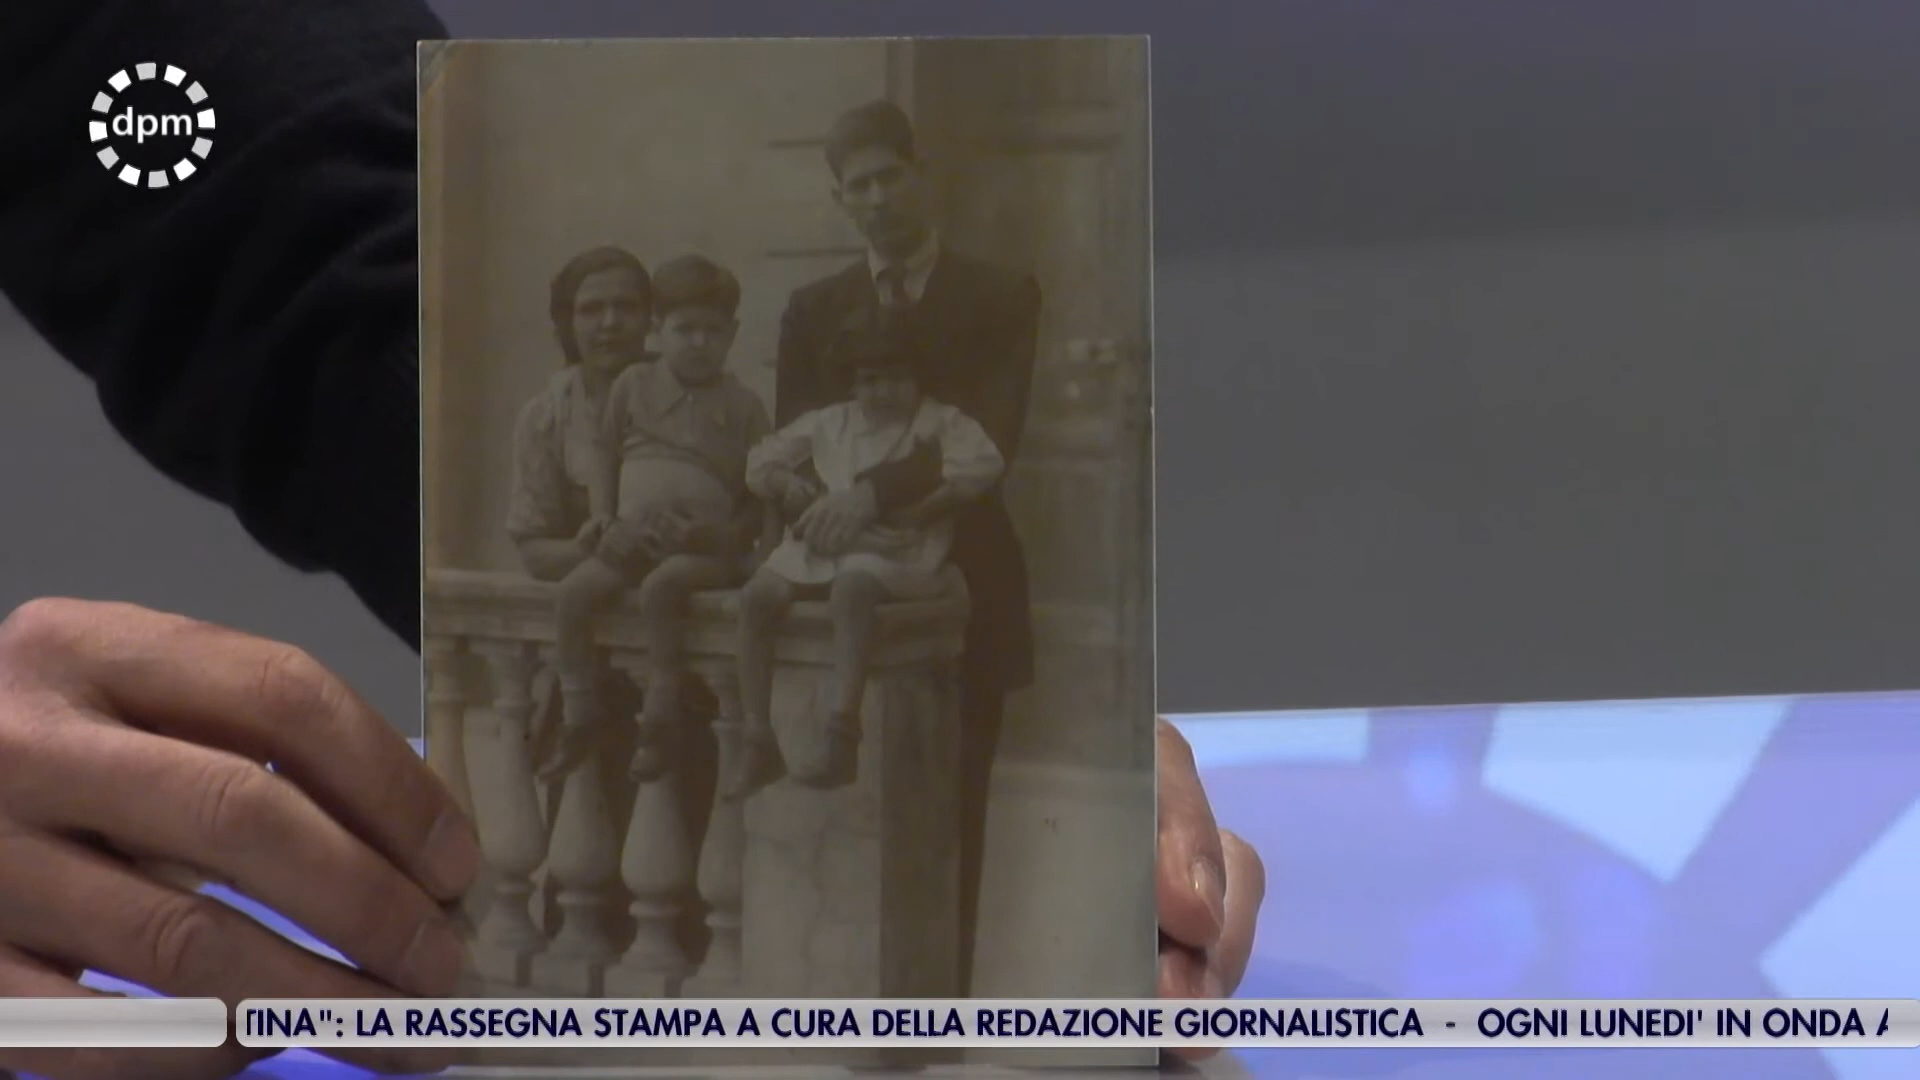 dpm
TINA": LA RASSEGNA STAMPA A CURA DELLA REDAZIONE GIORNALISTICA - OGNI LUNEDI' IN ONDA A